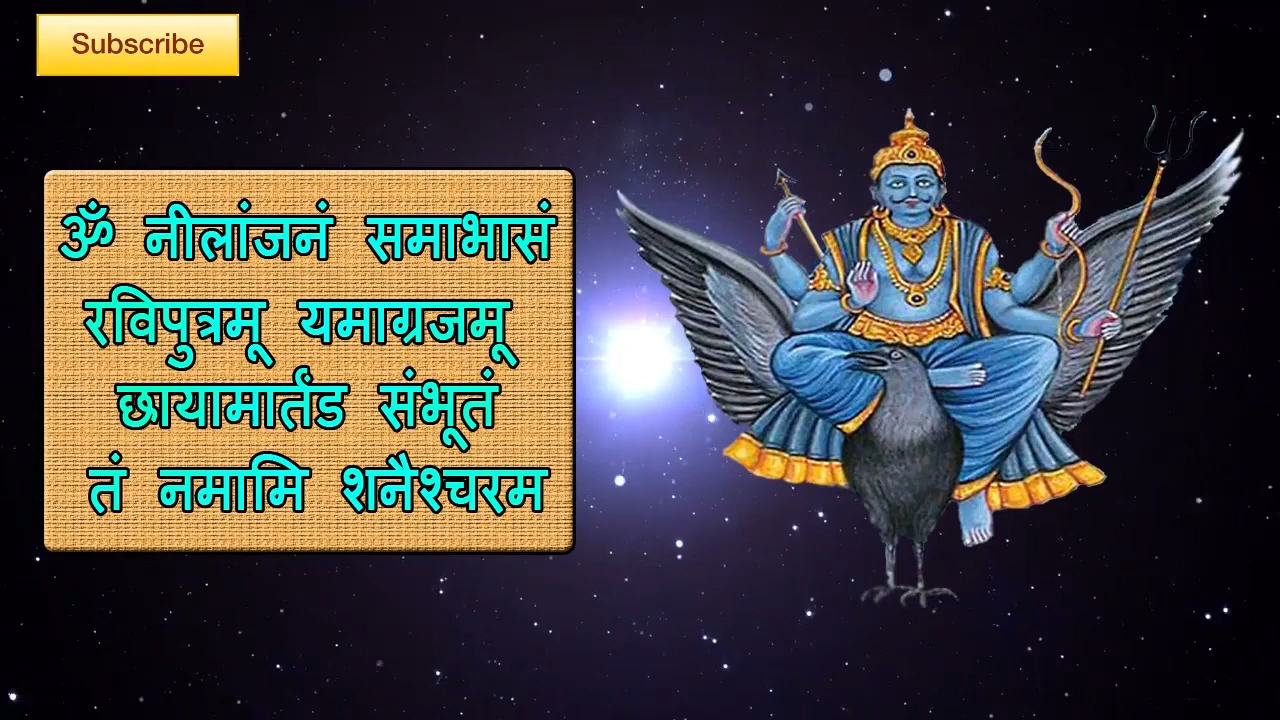 Subscribe
ॐ नीलांजनं समाभासं
रविपुत्रमू यमाग्रजमू
छायामार्तंड संभूतं
तं नमामि शनैश्चरम